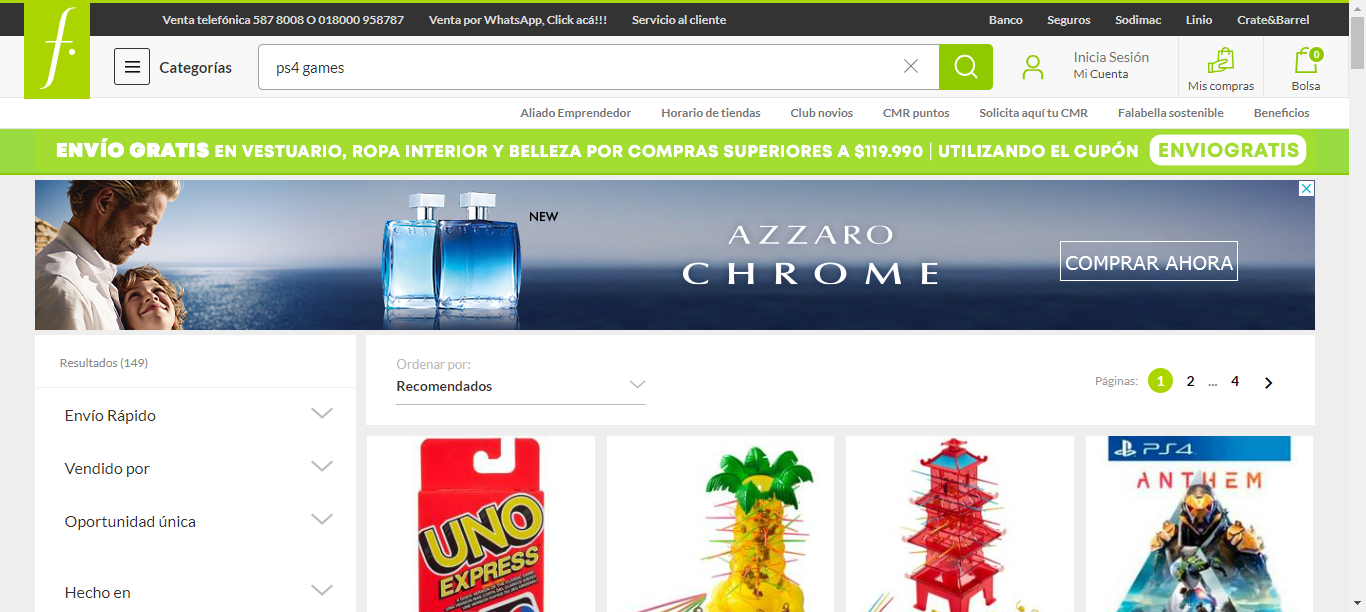 Venta telefónica 587 8008 O 018000 958787 Venta por WhatsApp, Click acá!!! Servicio al cliente Banco Seguros Sodimac Linio Crate&Barrel
f.
Categorías ps4 games Inicia Sesión
Mi Cuenta
Mis compras
0
Bolsa
Aliado Emprendedor Horario de tiendas Club novios CMR puntos Solicita aquí tu CMR Falabella sostenible Beneficios
ENVÍO GRATIS EN VESTUARIO, ROPA INTERIOR Y BELLEZA POR COMPRAS SUPERIORES A $119.990 | UTILIZANDO EL CUPÓN ENVIOGRATIS
NEW
AZZARO
CHROME
COMPRAR AHORA
Resultados (149)
Envío Rápido
Vendido por
Oportunidad única
Hecho en
Ordenar por:
Recomendados
Páginas: 1 2 ... 4
UNO
EXPRESS
PS4
ANTHEM